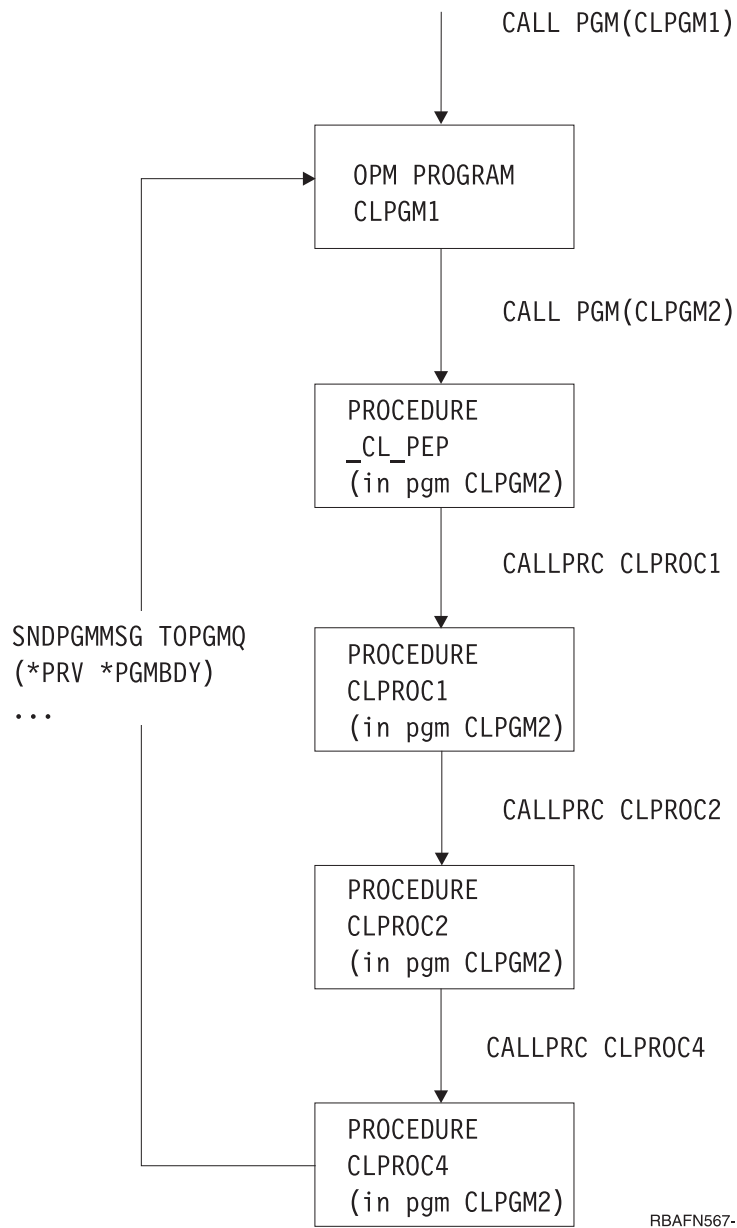 CALL PGM(CLPGM1)
OPM PROGRAM
CLPGM1
CALL PGM(CLPGM2)
PROCEDURE
_CL_PEP
(in pgm CLPGM2)
CALLPRC CLPROC1
SNDPGMMSG TOPGMQ
(*PRV *PGMBDY)
...
PROCEDURE
CLPROC1
(in pgm CLPGM2)
CALLPRC CLPROC2
PROCEDURE
CLPROC2
(in pgm CLPGM2)
CALLPRC CLPROC4
PROCEDURE
CLPROC4
(in pgm CLPGM2)
RBAFN567-